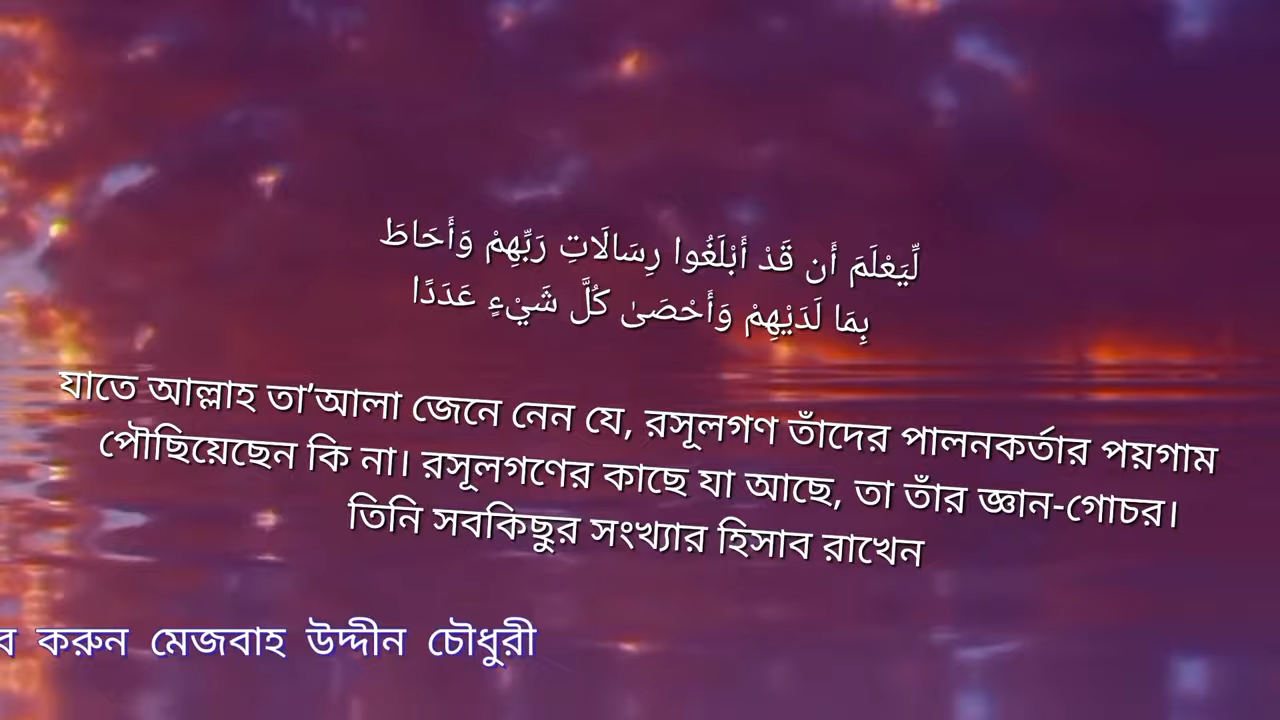 لِّيَعْلَمَ أَن قَدْ أَبْلَغُوا رِسَالَاتِ رَبِّهِمْ وَأَحَاطَ
بِمَا لَدَيْهِمْ وَأَحْصَىٰ كُلَّ شَيْءٍ عَدَدًا
যাতে আল্লাহ তা’আলা জেনে নেন যে, রসূলগণ তাঁদের পালনকর্তার পয়গাম
পৌছিয়েছেন কি না। রসূলগণের কাছে যা আছে, তা তাঁর জ্ঞান-গোচর।
তিনি সবকিছুর সংখ্যার হিসাব রাখেন
করুন মেজবাহ উদ্দীন চৌধুরী